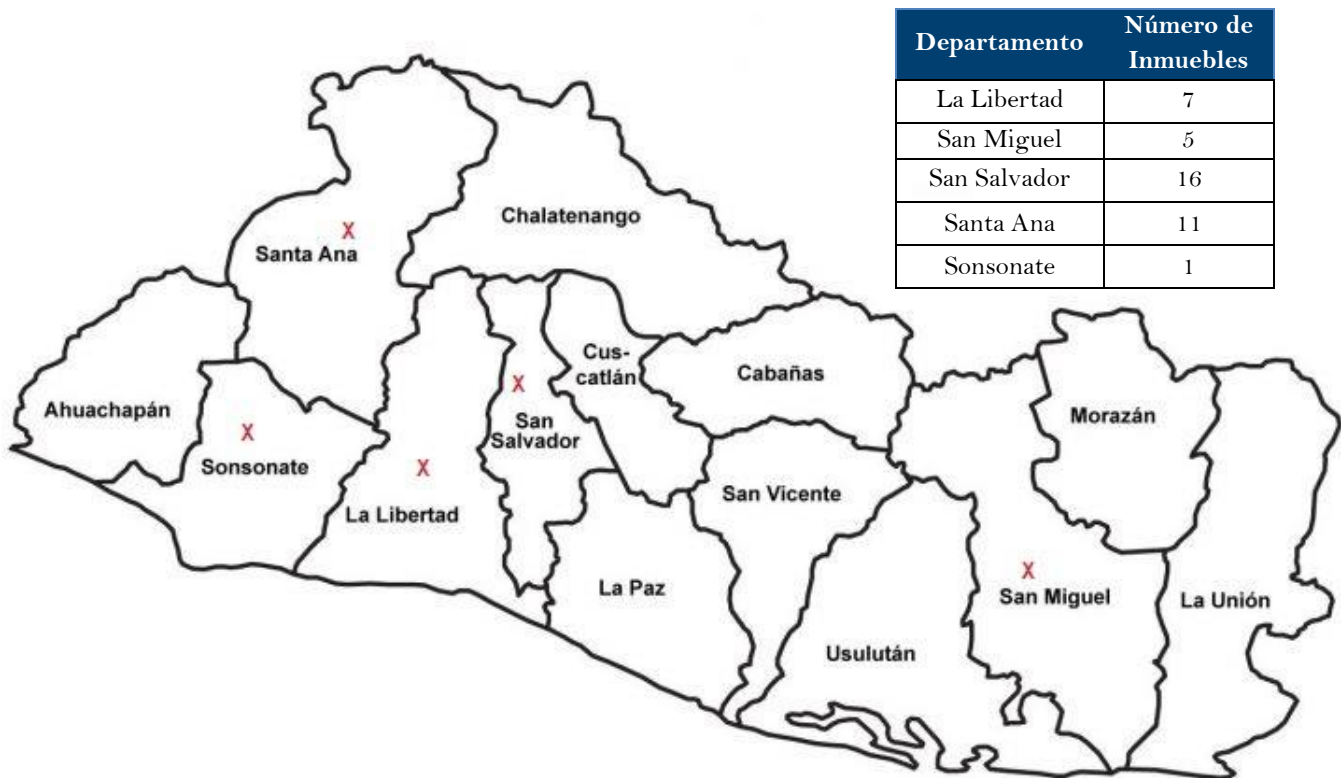 Departamento Número de Inmuebles
La Libertad 7
San Miguel 5
San Salvador 16
Santa Ana 11
Sonsonate 1
Chalatenango
X
Santa Ana
Cus-
catlán
Cabañas
X
Ahuachapán
Morazán
San
Salvador
X
Sonsonate
X
La Libertad
San Vicente
X
La Paz
San Miguel
La Unión
Usulután